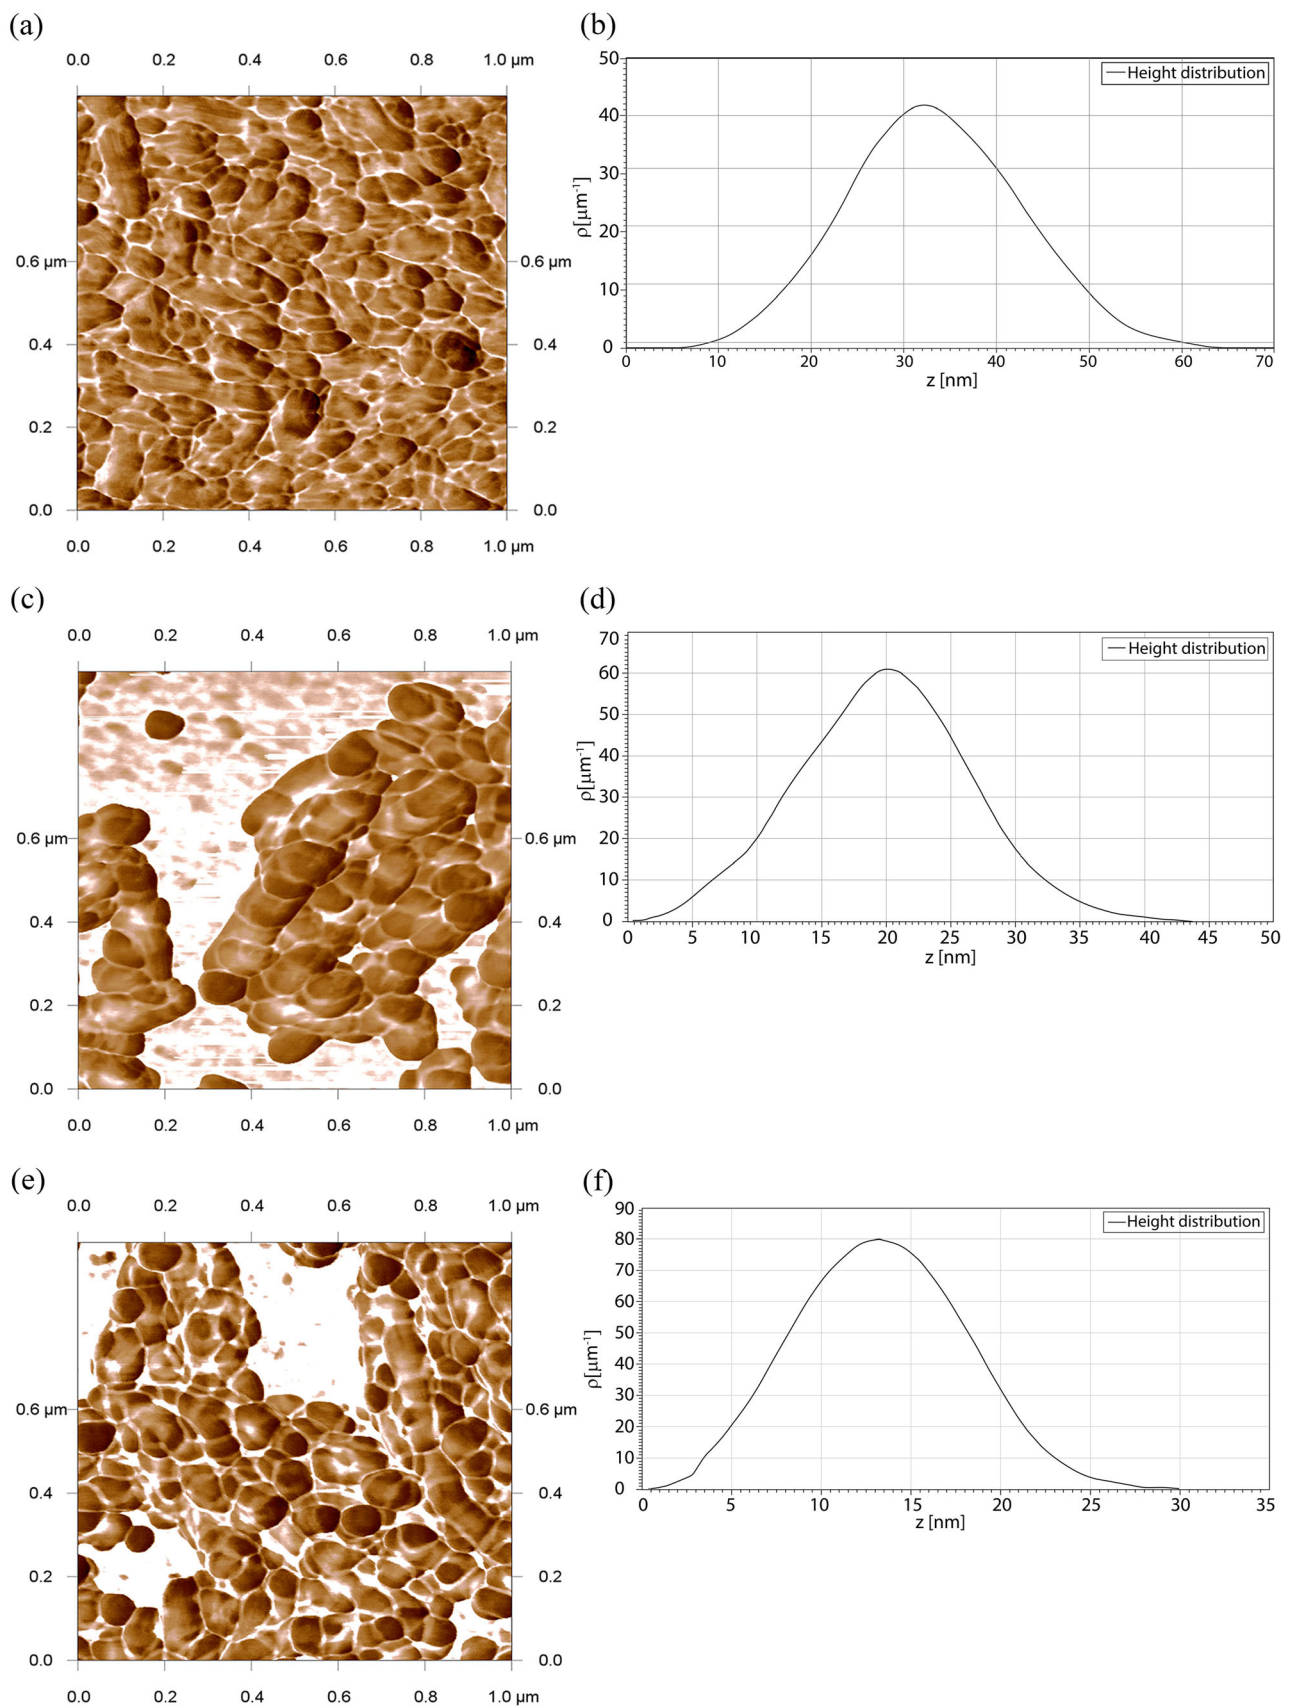 (a)
0.0 0.2 0.4 0.6 0.8 1.0 µm
0.6 µm 0.6 µm
0.4 0.4
0.2 0.2
0.0 0.0
0.0 0.2 0.4 0.6 0.8 1.0 µm
(b)
50
Height distribution
40
30
ρ[µm⁻¹]
20
10
0
0 10 20 30 40 50 60 70
z [nm]
(c)
0.0 0.2 0.4 0.6 0.8 1.0 µm
0.6 µm 0.6 µm
0.4 0.4
0.2 0.2
0.0 0.0
0.0 0.2 0.4 0.6 0.8 1.0 µm
(d)
70
Height distribution
60
50
40
ρ[µm⁻¹]
30
20
10
0
0 5 10 15 20 25 30 35 40 45 50
z [nm]
(e)
0.0 0.2 0.4 0.6 0.8 1.0 µm
0.6 µm 0.6 µm
0.4 0.4
0.2 0.2
0.0 0.0
0.0 0.2 0.4 0.6 0.8 1.0 µm
(f)
90
Height distribution
80
70
60
50
ρ[µm⁻¹]
40
30
20
10
0
0 5 10 15 20 25 30 35
z [nm]